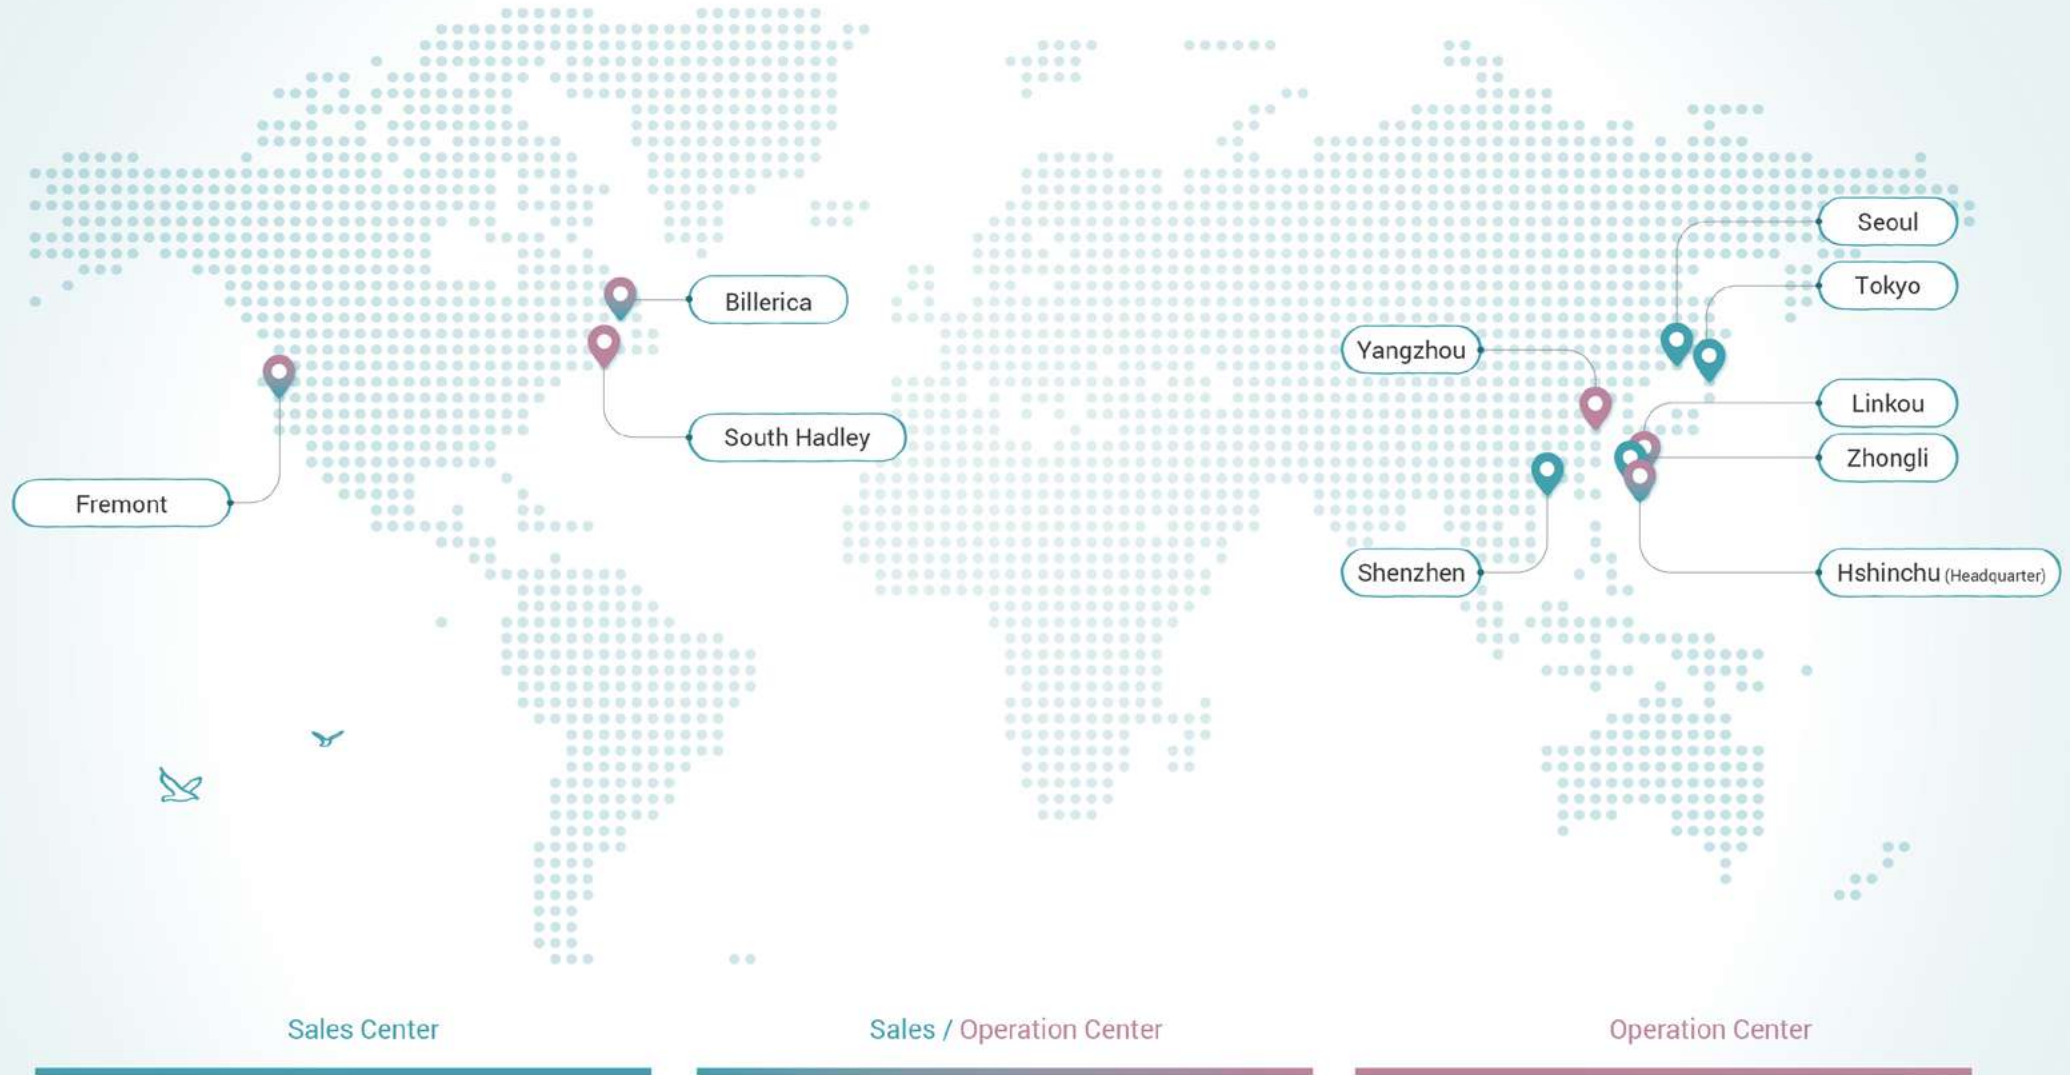 Seoul
Tokyo
Billerica
Yangzhou
Linkou
South Hadley
Zhongli
Fremont
Shenzhen
Hshinchu (Headquarter)
Sales Center
Sales / Operation Center
Operation Center